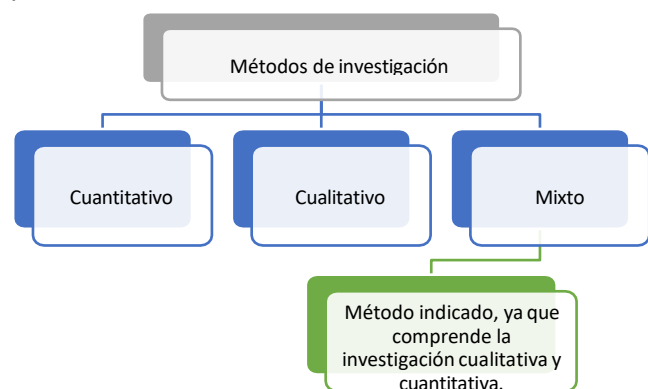 Métodos de investigación
Cuantitativo
Cualitativo
Mixto
Método indicado, ya que
comprende la
investigación cualitativa y
cuantitativa.